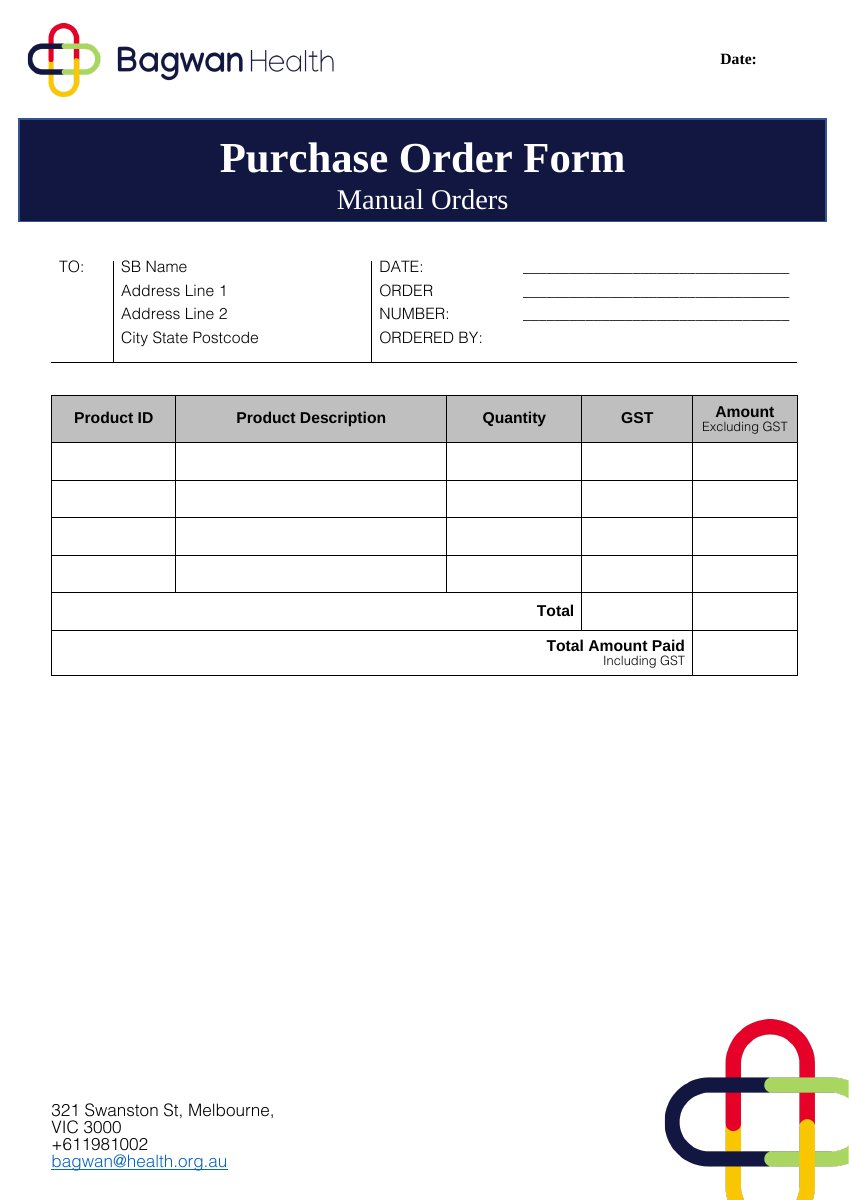 Bagwan Health
Date:
Purchase Order Form
Manual Orders
TO:
SB Name
Address Line 1
Address Line 2
City State Postcode
DATE:
ORDER
NUMBER:
ORDERED BY:
Product ID Product Description Quantity GST Amount
Excluding GST
Total
Total Amount Paid
Including GST
321 Swanston St, Melbourne,
VIC 3000
+611981002
bagwan@health.org.au